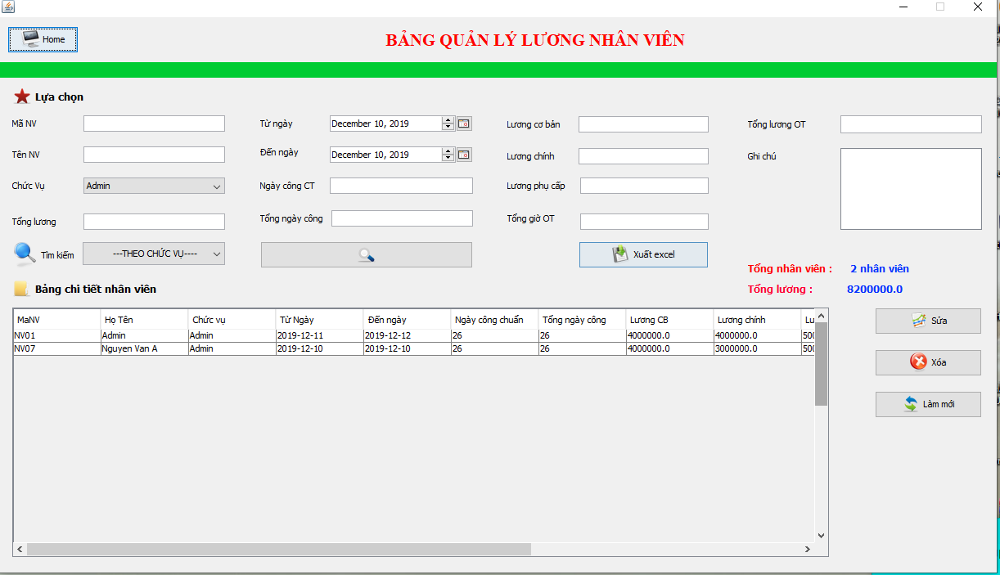 Home
BẢNG QUẢN LÝ LƯƠNG NHÂN VIÊN
Lựa chọn
Mã NV Từ ngày December 10, 2019 Lương cơ bản Tổng lương OT
Tên NV Đến ngày December 10, 2019 Lương chính Ghi chú
Chức Vụ Admin Ngày công CT Lương phụ cấp
Tổng lương Tổng ngày công Tổng giờ OT
Tìm kiếm ---THEO CHỨC VỤ---- Xuất excel
Tổng nhân viên : 2 nhân viên
Bảng chi tiết nhân viên Tổng lương : 8200000.0
MaNV Họ Tên Chức vụ Từ Ngày Đến ngày Ngày công chuẩn Tổng ngày công Lương CB Lương chính Lư
NV01 Admin Admin 2019-12-11 2019-12-12 26 26 4000000.0 4000000.0 500
NV07 Nguyen Van A Admin 2019-12-10 2019-12-10 26 26 4000000.0 3000000.0 500
Sửa
Xóa
Làm mới